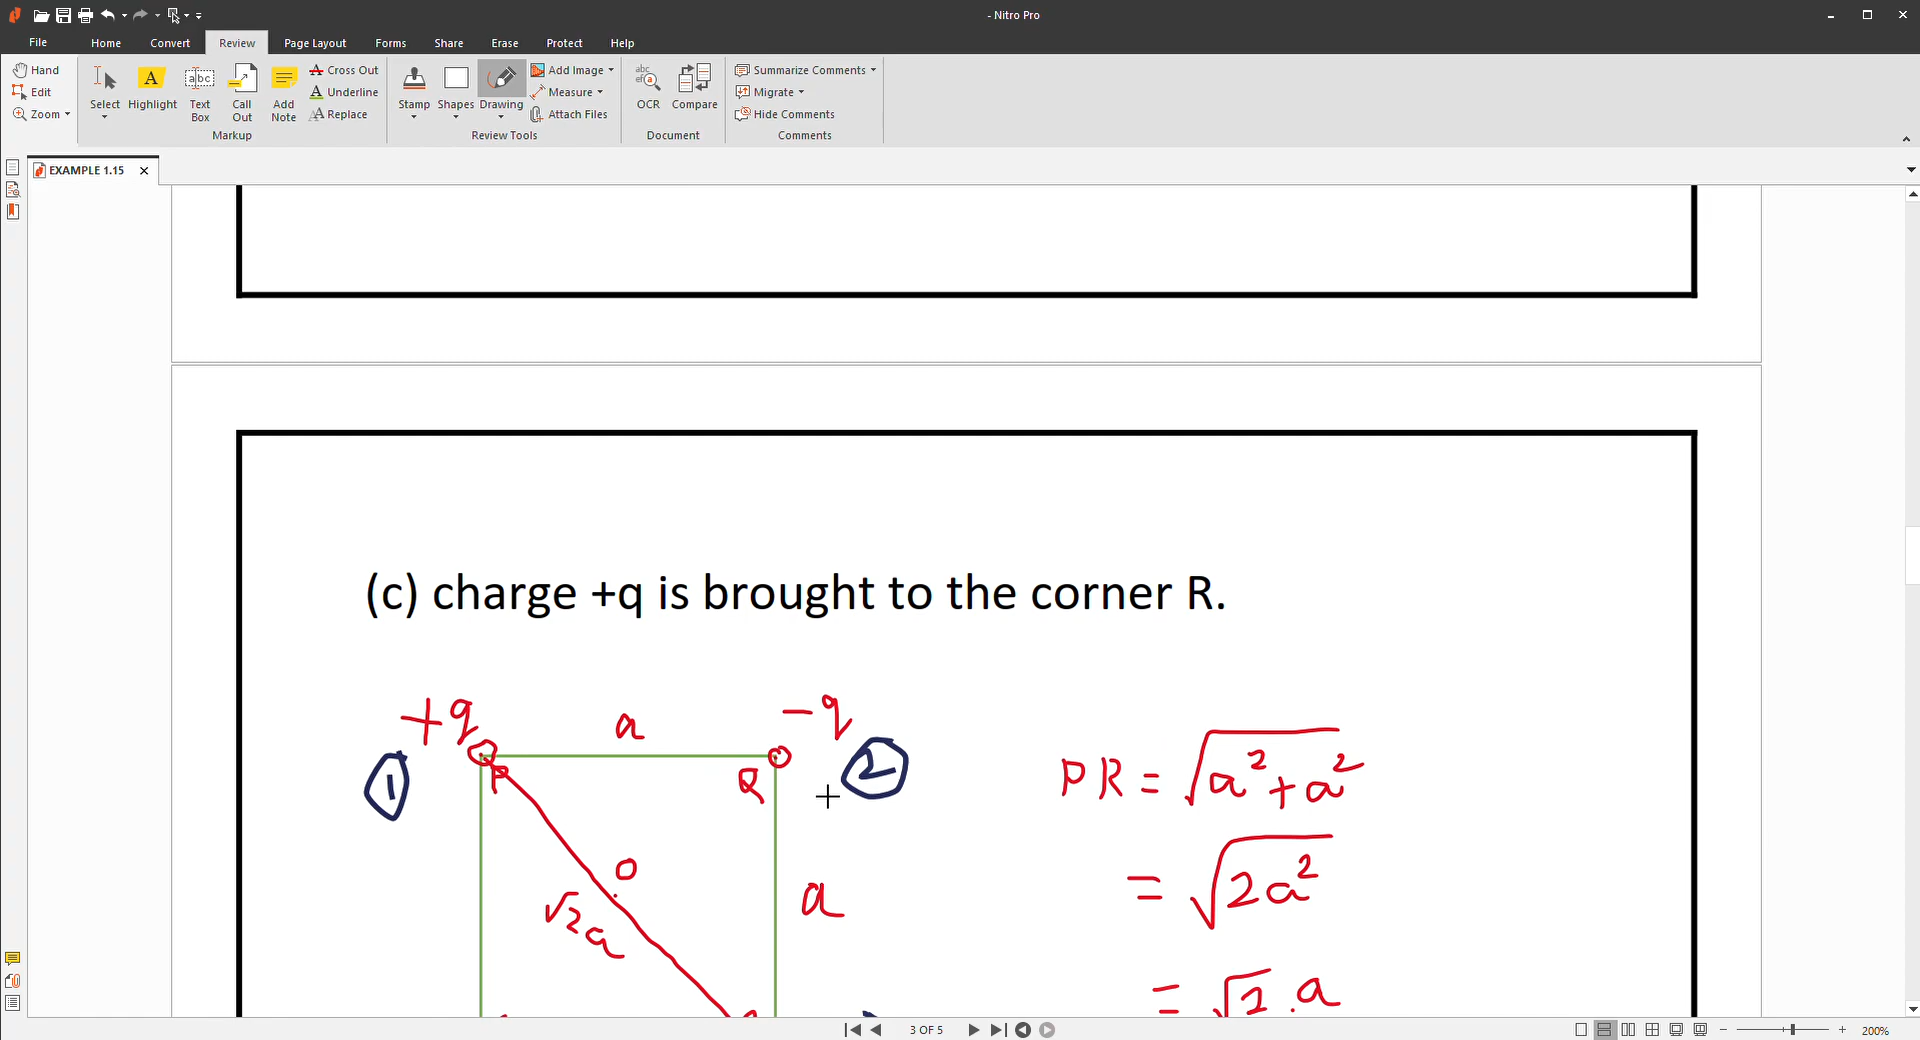 - Nitro Pro
File Home Convert Review Page Layout Forms Share Erase Protect Help
Hand
Edit
Zoom
Select
Highlight
Text Box
Call Out
Add Note
Cross Out
Underline
Replace
Markup
Stamp
Shapes
Drawing
Add Image
Measure
Attach Files
Review Tools
OCR
Compare
Document
Summarize Comments
Migrate
Hide Comments
Comments
EXAMPLE 1.15
(c) charge +q is brought to the corner R.
+q a -q
1 P Q 2
O
√2 a
a
PR = √a²+a²
= √2a²
= √2 . a
3 OF 5
200%